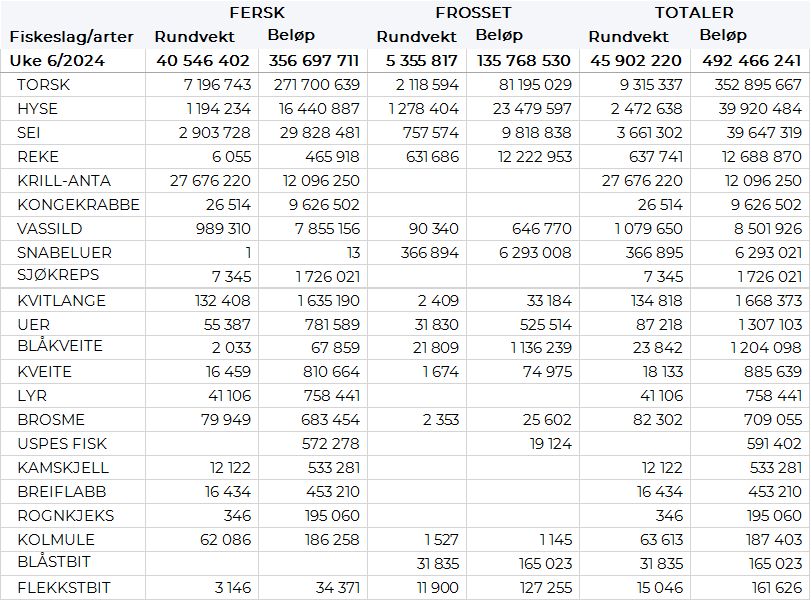 FERSK FROSSET TOTALER
Fiskeslag/arter Rundvekt Beløp Rundvekt Beløp Rundvekt Beløp
Uke 6/2024 40 546 402 356 697 711 5 355 817 135 768 530 45 902 220 492 466 241
TORSK 7 196 743 271 700 639 2 118 594 81 195 029 9 315 337 352 895 667
HYSE 1 194 234 16 440 887 1 278 404 23 479 597 2 472 638 39 920 484
SEI 2 903 728 29 828 481 757 574 9 818 838 3 661 302 39 647 319
REKE 6 055 465 918 631 686 12 222 953 637 741 12 688 870
KRILL-ANTA 27 676 220 12 096 250 27 676 220 12 096 250
KONGEKRABBE 26 514 9 626 502 26 514 9 626 502
VASSILD 989 310 7 855 156 90 340 646 770 1 079 650 8 501 926
SNABELUER 1 13 366 894 6 293 008 366 895 6 293 021
SJØKREPS 7 345 1 726 021 7 345 1 726 021
KVITLANGE 132 408 1 635 190 2 409 33 184 134 818 1 668 373
UER 55 387 781 589 31 830 525 514 87 218 1 307 103
BLÅKVEITE 2 033 67 859 21 809 1 136 239 23 842 1 204 098
KVEITE 16 459 810 664 1 674 74 975 18 133 885 639
LYR 41 106 758 441 41 106 758 441
BROSME 79 949 683 454 2 353 25 602 82 302 709 055
USPES FISK 572 278 19 124 591 402
KAMSKJELL 12 122 533 281 12 122 533 281
BREIFLABB 16 434 453 210 16 434 453 210
ROGNKJEKS 346 195 060 346 195 060
KOLMULE 62 086 186 258 1 527 1 145 63 613 187 403
BLÅSTBIT 31 835 165 023 31 835 165 023
FLEKKSTBIT 3 146 34 371 11 900 127 255 15 046 161 626